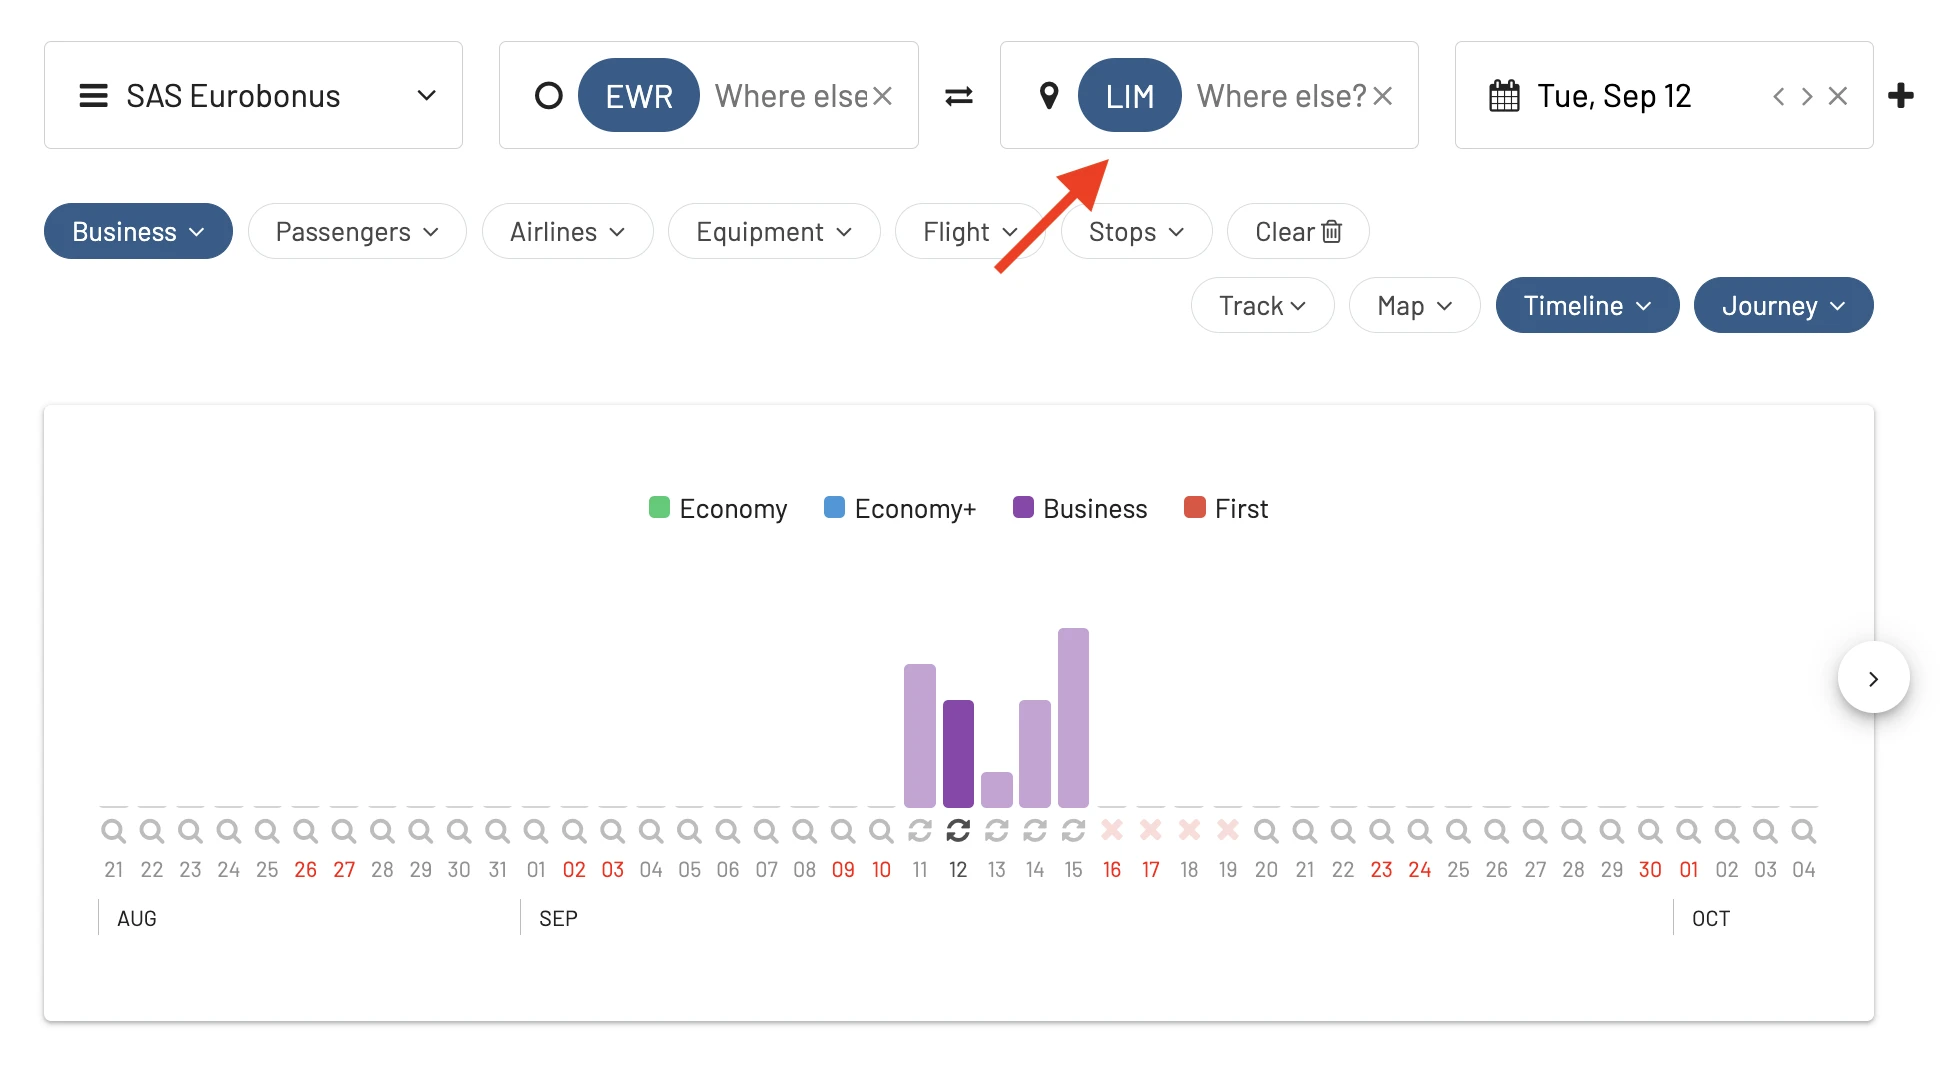 SAS Eurobonus EWR Where else LIM Where else? Tue, Sep 12
Business Passengers Airlines Equipment Flight Stops Clear
Track Map Timeline Journey
Economy Economy+ Business First
21 22 23 24 25 26 27 28 29 30 31 01 02 03 04 05 06 07 08 09 10 11 12 13 14 15 16 17 18 19 20 21 22 23 24 25 26 27 28 29 30 01 02 03 04
AUG SEP OCT